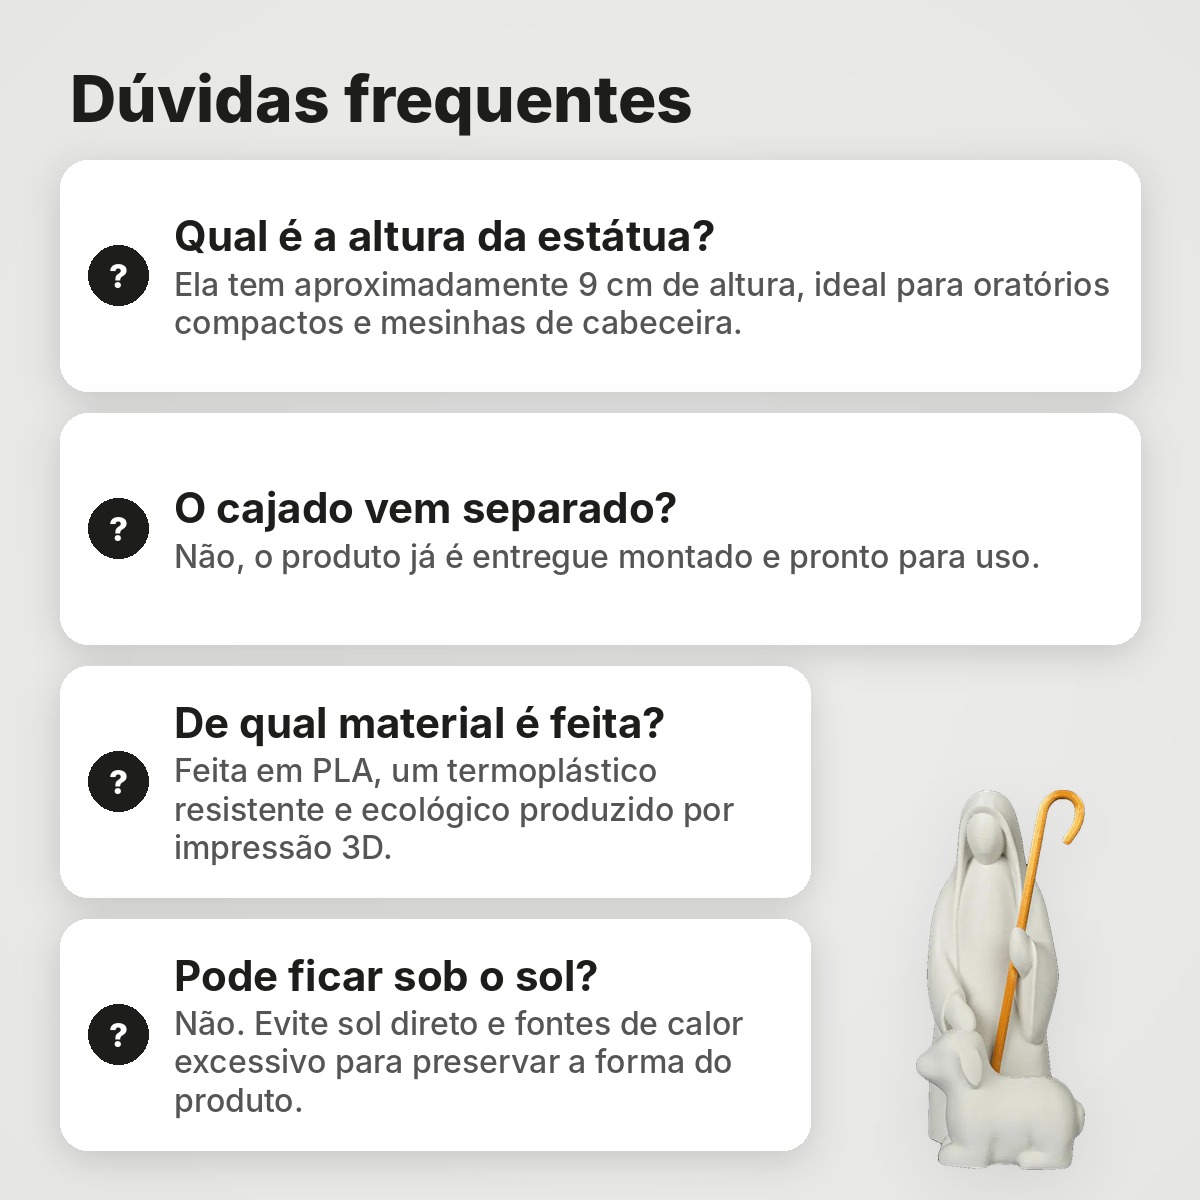 Dúvidas frequentes
?
Qual é a altura da estátua?
Ela tem aproximadamente 9 cm de altura, ideal para oratórios
compactos e mesinhas de cabeceira.
?
O cajado vem separado?
Não, o produto já é entregue montado e pronto para uso.
?
De qual material é feita?
Feita em PLA, um termoplástico
resistente e ecológico produzido por
impressão 3D.
?
Pode ficar sob o sol?
Não. Evite sol direto e fontes de calor
excessivo para preservar a forma do
produto.